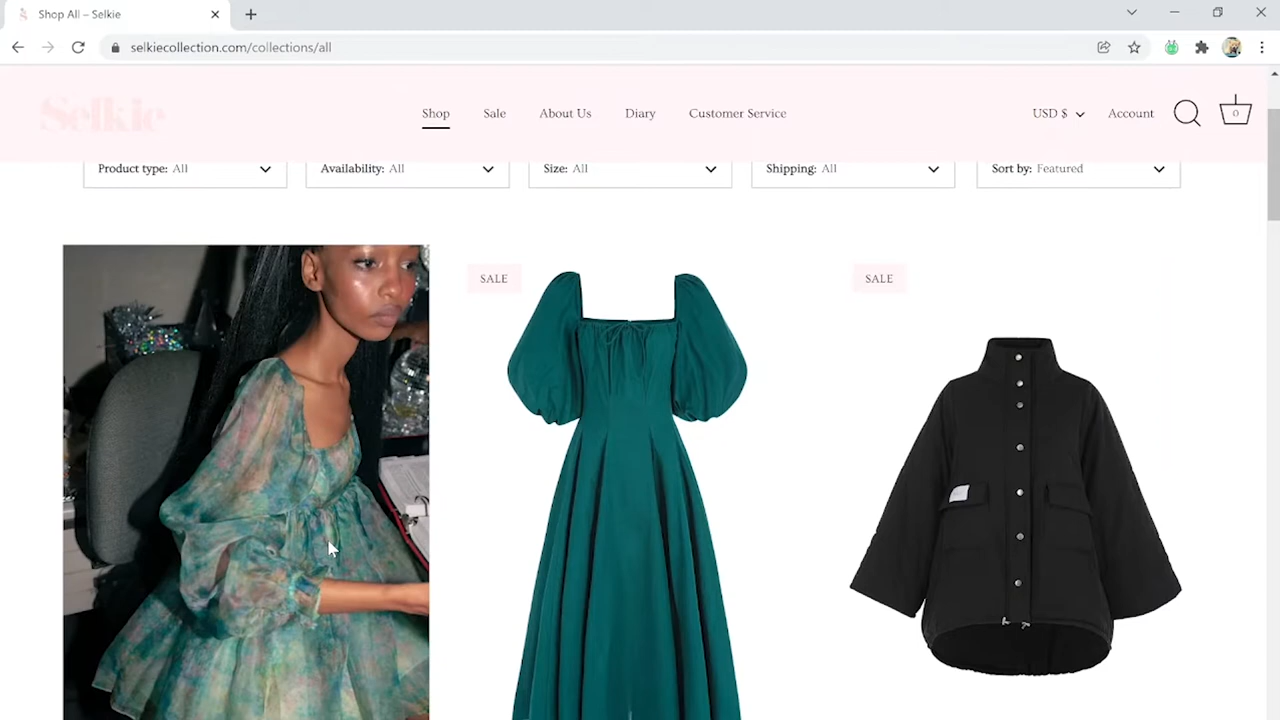 Shop All – Selkie
selkiecollection.com/collections/all
Selkie
Shop Sale About Us Diary Customer Service
USD $ Account 0
Product type: All Availability: All Size: All Shipping: All Sort by: Featured
SALE SALE